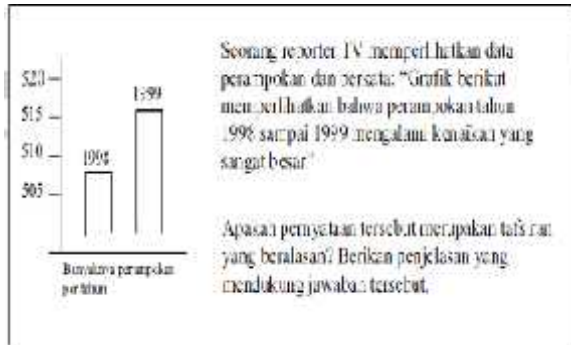 520
515
510
505
1999
1998
Banyaknya perampokan
per tahun
Seorang reporter TV memperlihatkan data
perampokan dan berkata: "Grafik berikut
memperlihatkan bahwa perampokan tahun
1998 sampai 1999 mengalami kenaikan yang
sangat besar"
Apakah pernyataan tersebut merupakan tafsiran
yang beralasan? Berikan penjelasan yang
mendukung jawaban tersebut.